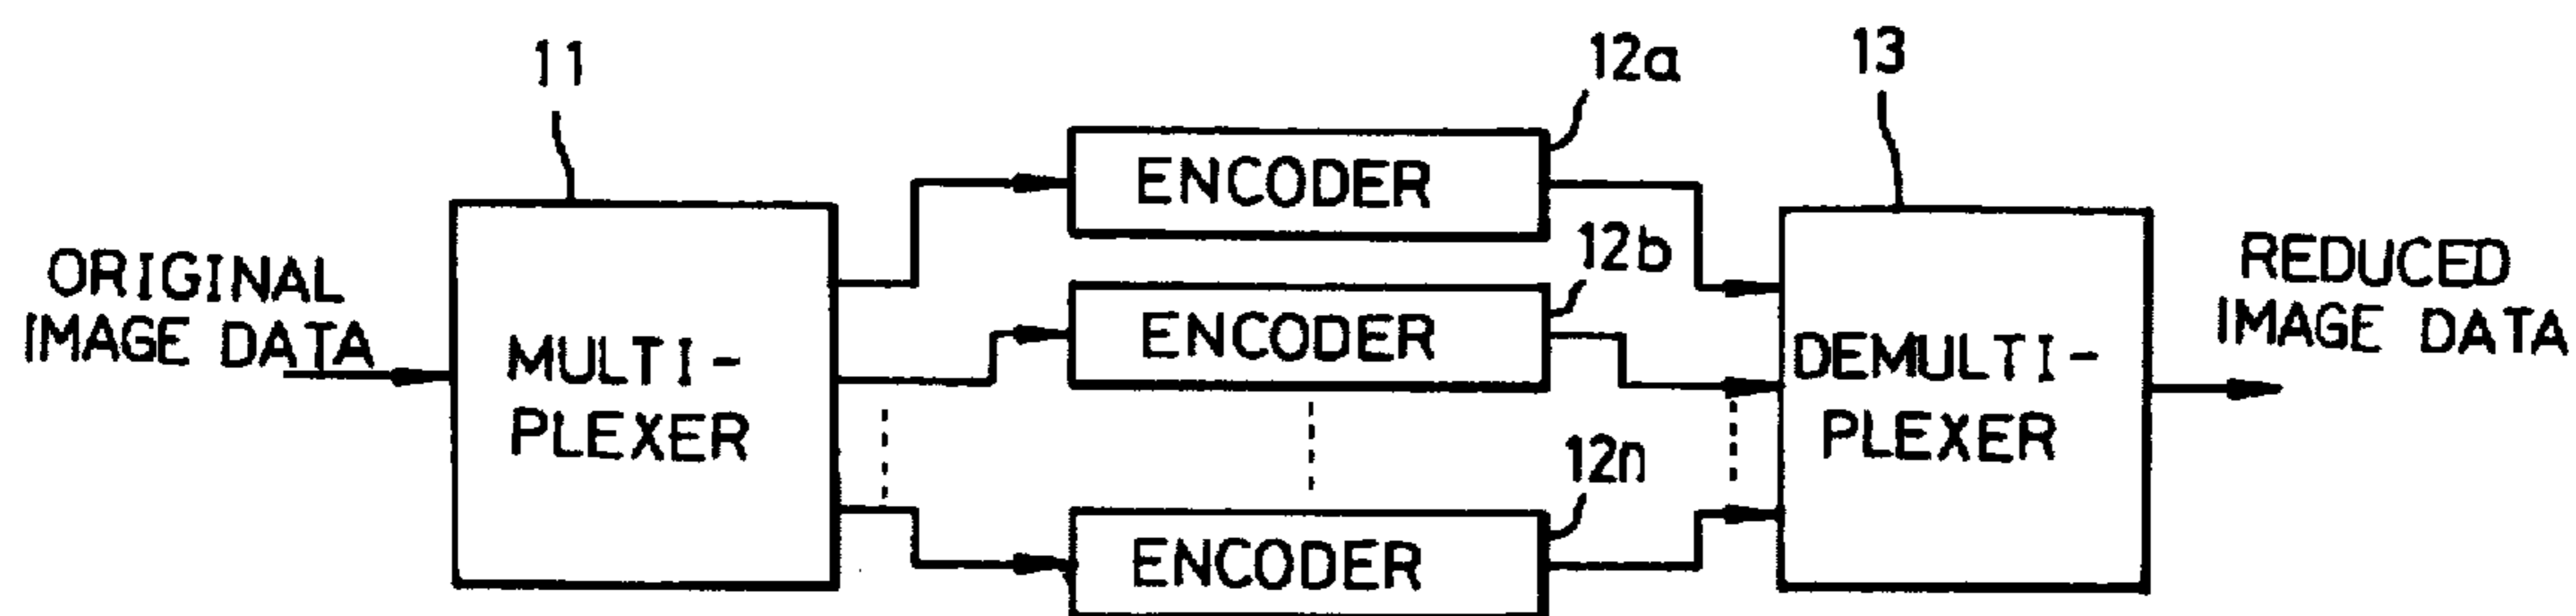 11
12a
13
ENCODER
12b
ORIGINAL
IMAGE DATA
MULTI-
PLEXER
ENCODER
12n
ENCODER
DEMULTI-
PLEXER
REDUCED
IMAGE DATA